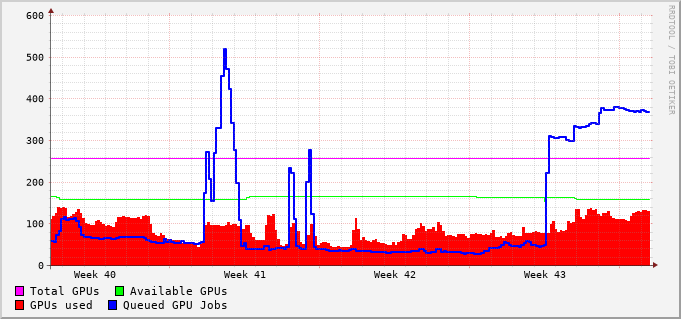 600
500
400
300
200
100
0
Week 40 Week 41 Week 42 Week 43
Total GPUs Available GPUs
GPUs used Queued GPU Jobs
RRDTOOL / TOBI OETIKER